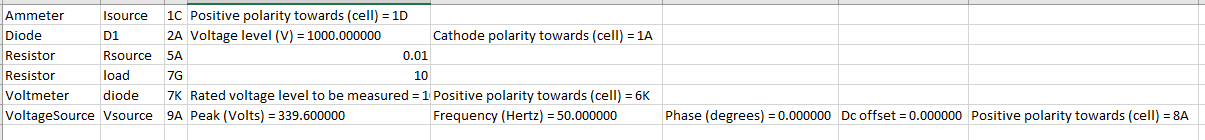 Ammeter Isource 1C Positive polarity towards (cell) = 1D
Diode D1 2A Voltage level (V) = 1000.000000 Cathode polarity towards (cell) = 1A
Resistor Rsource 5A 0.01
Resistor load 7G 10
Voltmeter diode 7K Rated voltage level to be measured = 1 Positive polarity towards (cell) = 6K
VoltageSource Vsource 9A Peak (Volts) = 339.600000 Frequency (Hertz) = 50.000000 Phase (degrees) = 0.000000 Dc offset = 0.000000 Positive polarity towards (cell) = 8A